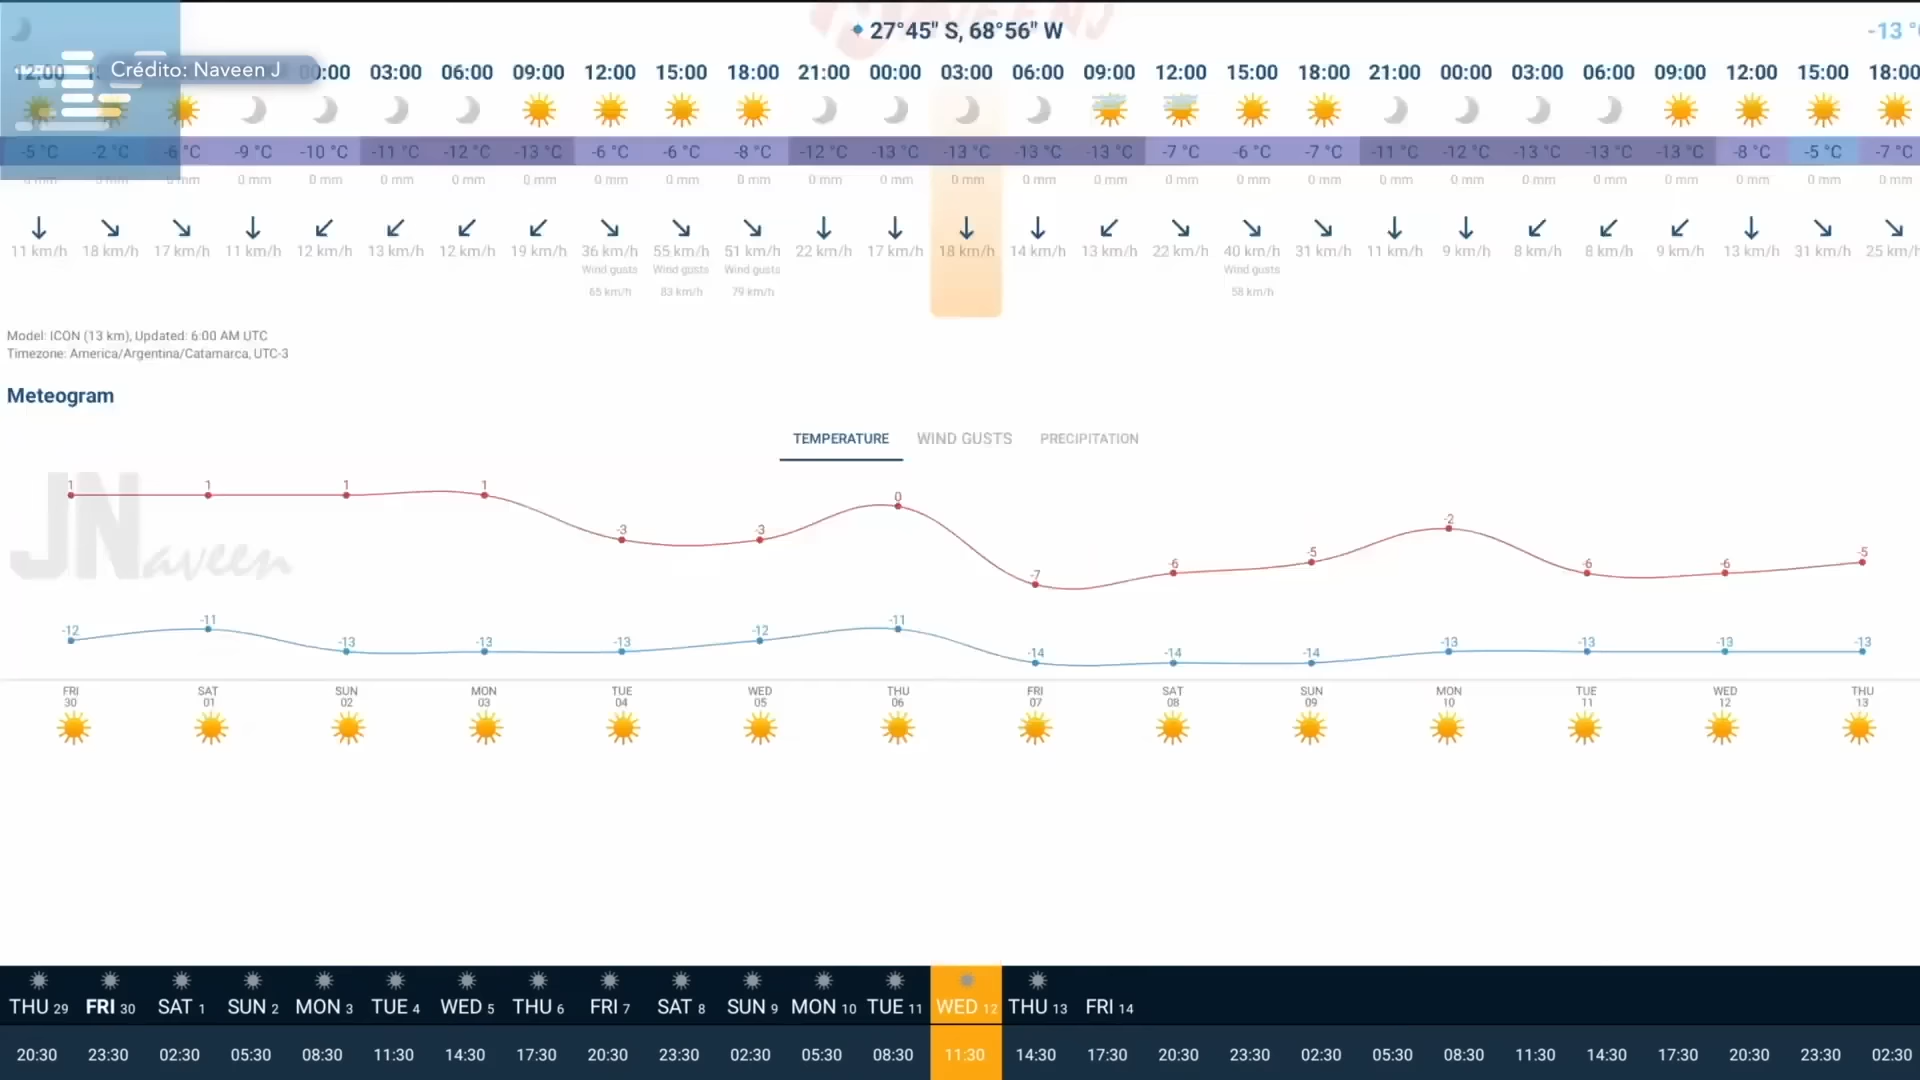 27°45" S, 68°56" W
-13 °
Crédito: Naveen J
12:00 00:00 03:00 06:00 09:00 12:00 15:00 18:00 21:00 00:00 03:00 06:00 09:00 12:00 15:00 18:00 21:00 00:00 03:00 06:00 09:00 12:00 15:00 18:00
-5 °C -2 °C -6 °C -9 °C -10 °C -11 °C -12 °C -13 °C -6 °C -6 °C -8 °C -12 °C -13 °C -13 °C -13 °C -13 °C -7 °C -6 °C -7 °C -11 °C -12 °C -13 °C -13 °C -13 °C -8 °C -5 °C -7 °C
0 mm 0 mm 0 mm 0 mm 0 mm 0 mm 0 mm 0 mm 0 mm 0 mm 0 mm 0 mm 0 mm 0 mm 0 mm 0 mm 0 mm 0 mm 0 mm 0 mm 0 mm 0 mm 0 mm 0 mm 0 mm 0 mm 0 mm
11 km/h 18 km/h 17 km/h 11 km/h 12 km/h 13 km/h 12 km/h 19 km/h 36 km/h 55 km/h 51 km/h 22 km/h 17 km/h 18 km/h 14 km/h 13 km/h 22 km/h 40 km/h 31 km/h 11 km/h 9 km/h 8 km/h 8 km/h 9 km/h 13 km/h 31 km/h 25 km/h
Wind gusts Wind gusts Wind gusts Wind gusts
65 km/h 83 km/h 79 km/h 58 km/h
Model: ICON (13 km), Updated: 6:00 AM UTC
Timezone: America/Argentina/Catamarca, UTC-3
Meteogram
TEMPERATURE WIND GUSTS PRECIPITATION
JNaveen
1 1 1 1 -3 -3 0 -7 -6 -5 -2 -6 -6 -5
-12 -11 -13 -13 -13 -12 -11 -14 -14 -14 -13 -13 -13 -13
FRI SAT SUN MON TUE WED THU FRI SAT SUN MON TUE WED THU
30 01 02 03 04 05 06 07 08 09 10 11 12 13
THU 29 FRI 30 SAT 1 SUN 2 MON 3 TUE 4 WED 5 THU 6 FRI 7 SAT 8 SUN 9 MON 10 TUE 11 WED 12 THU 13 FRI 14
20:30 23:30 02:30 05:30 08:30 11:30 14:30 17:30 20:30 23:30 02:30 05:30 08:30 11:30 14:30 17:30 20:30 23:30 02:30 05:30 08:30 11:30 14:30 17:30 20:30 23:30 02:30